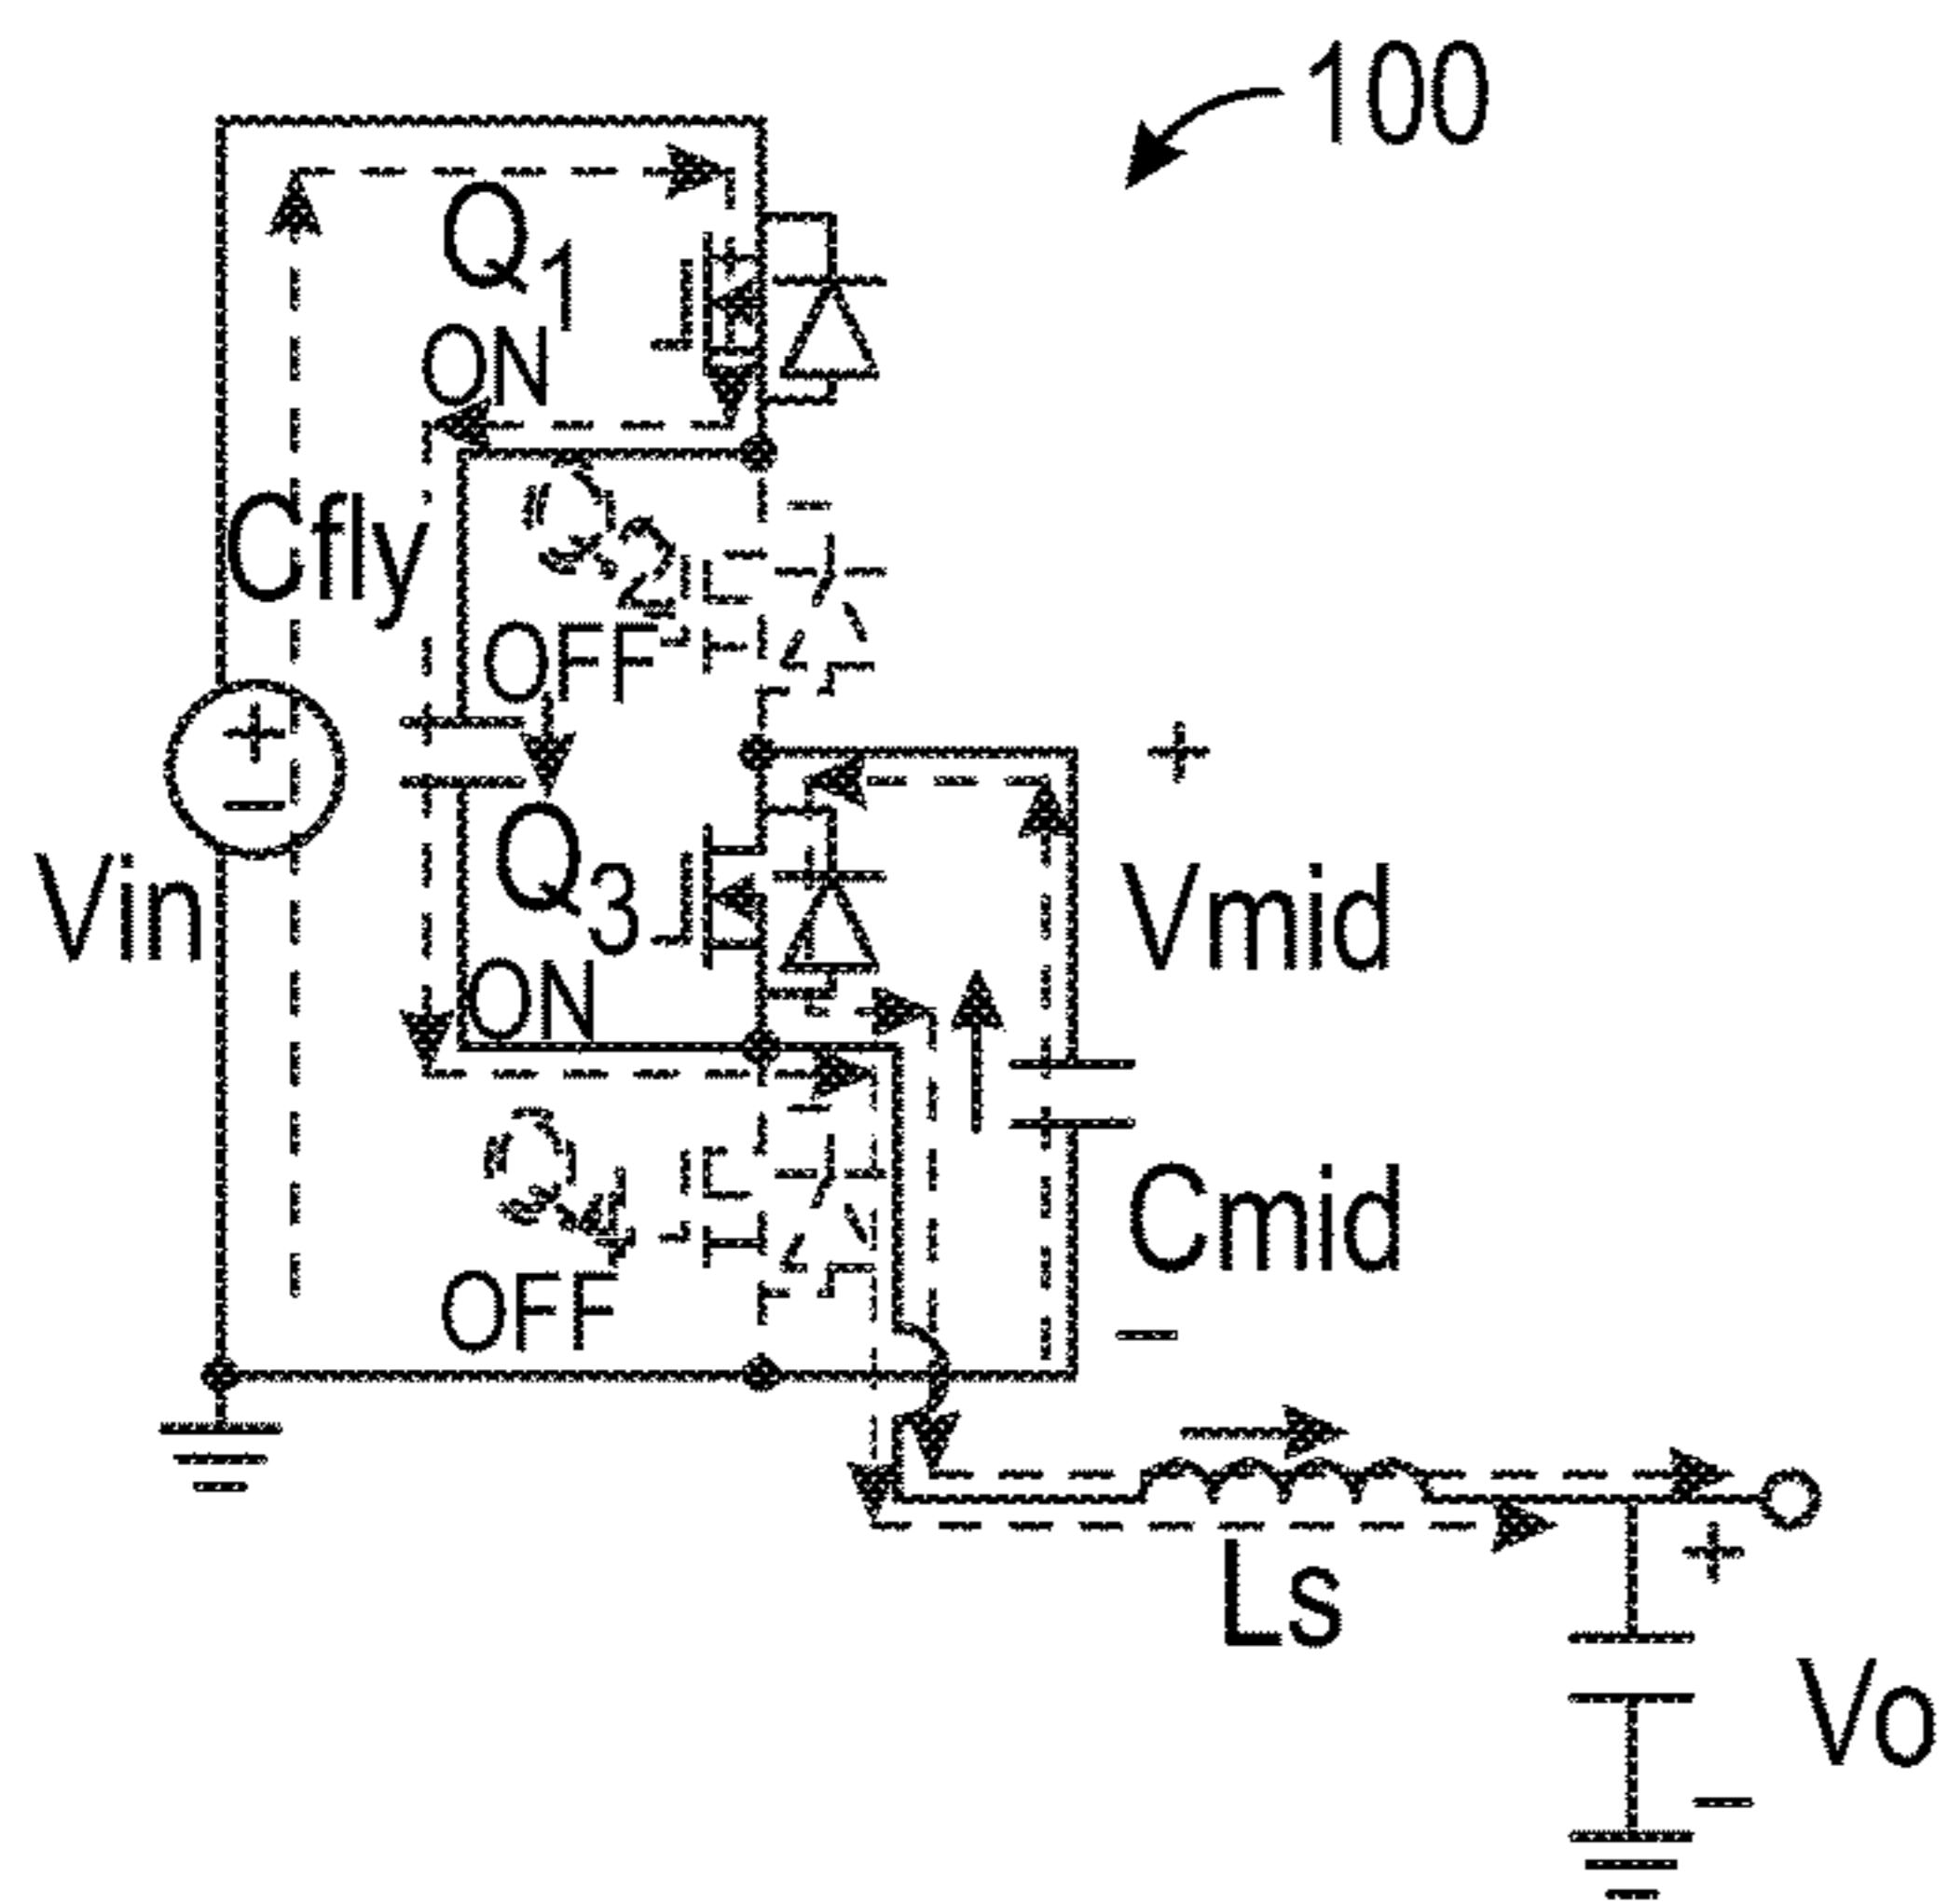 100
Q1
ON
Cfly
Q2
OFF
+
-
Vin
Q3
ON
+
Vmid
Cmid
-
Q4
OFF
Ls
+
Vo
-